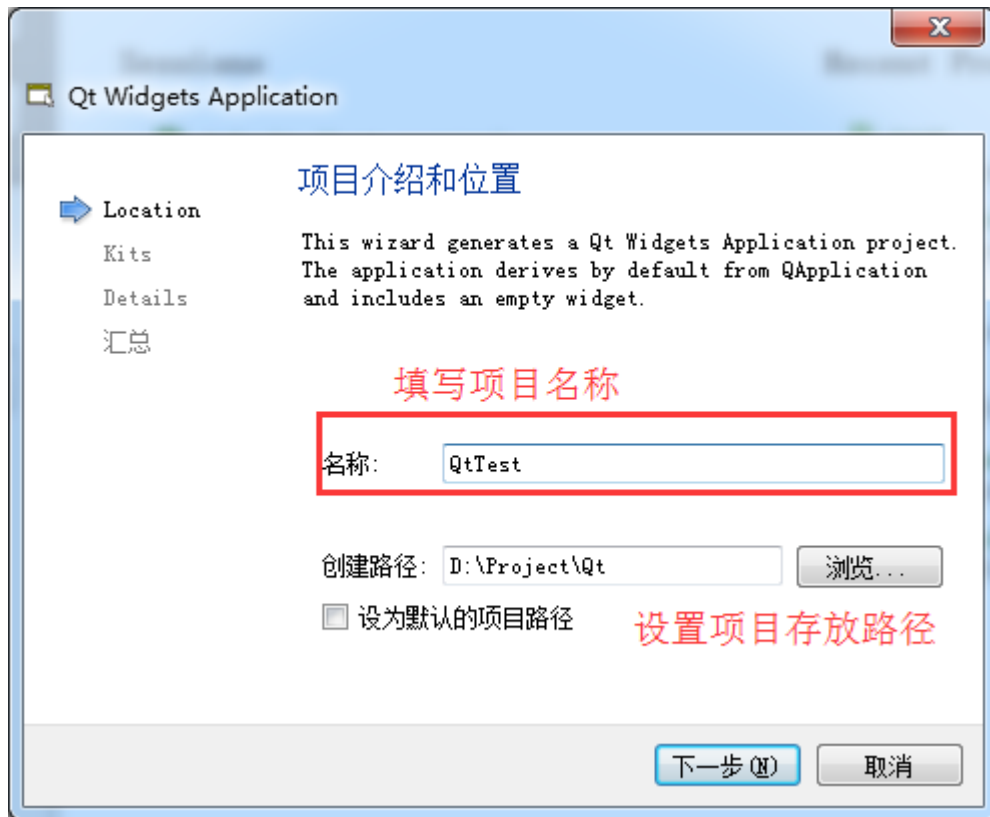 Qt Widgets Application
项目介绍和位置
Location
Kits
Details
汇总
This wizard generates a Qt Widgets Application project.
The application derives by default from QApplication
and includes an empty widget.
填写项目名称
名称: QtTest
创建路径: D:\Project\Qt 浏览...
设为默认的项目路径
设置项目存放路径
下一步(N) 取消